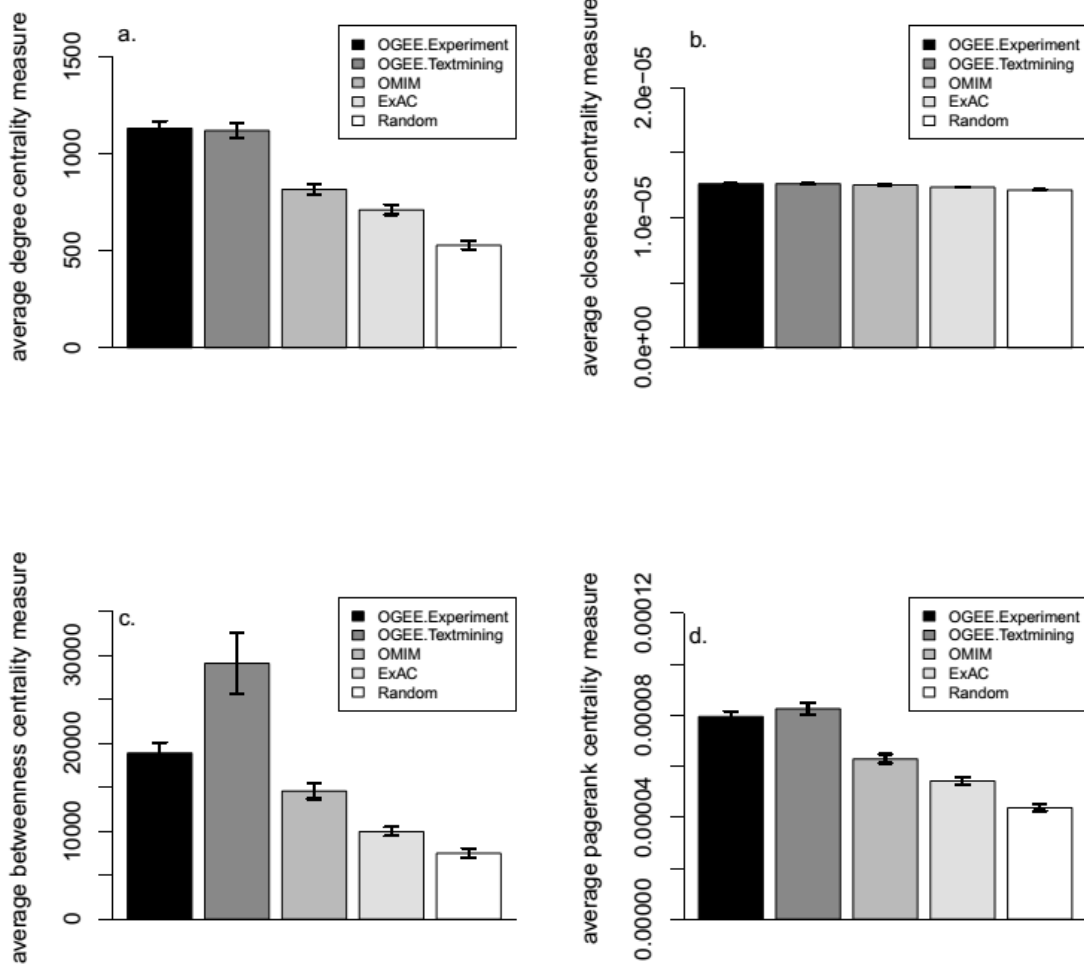 a.
average degree centrality measure
1500
1000
500
0
OGEE.Experiment
OGEE.Textmining
OMIM
ExAC
Random
b.
average closeness centrality measure
2.0e−05
1.0e−05
0.0e+00
OGEE.Experiment
OGEE.Textmining
OMIM
ExAC
Random
c.
average betweenness centrality measure
30000
20000
10000
0
OGEE.Experiment
OGEE.Textmining
OMIM
ExAC
Random
d.
average pagerank centrality measure
0.00012
0.00008
0.00004
0.00000
OGEE.Experiment
OGEE.Textmining
OMIM
ExAC
Random